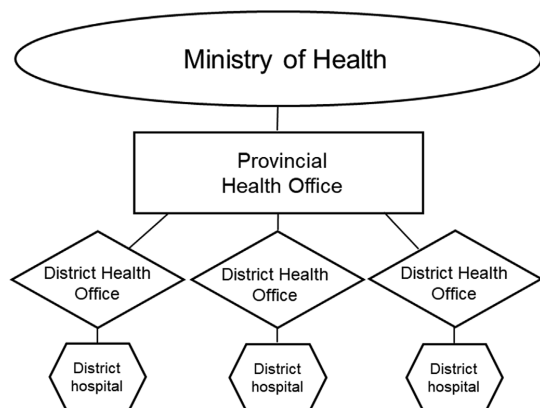 Ministry of Health
Provincial
Health Office
District Health
Office
District Health
Office
District Health
Office
District
hospital
District
hospital
District
hospital